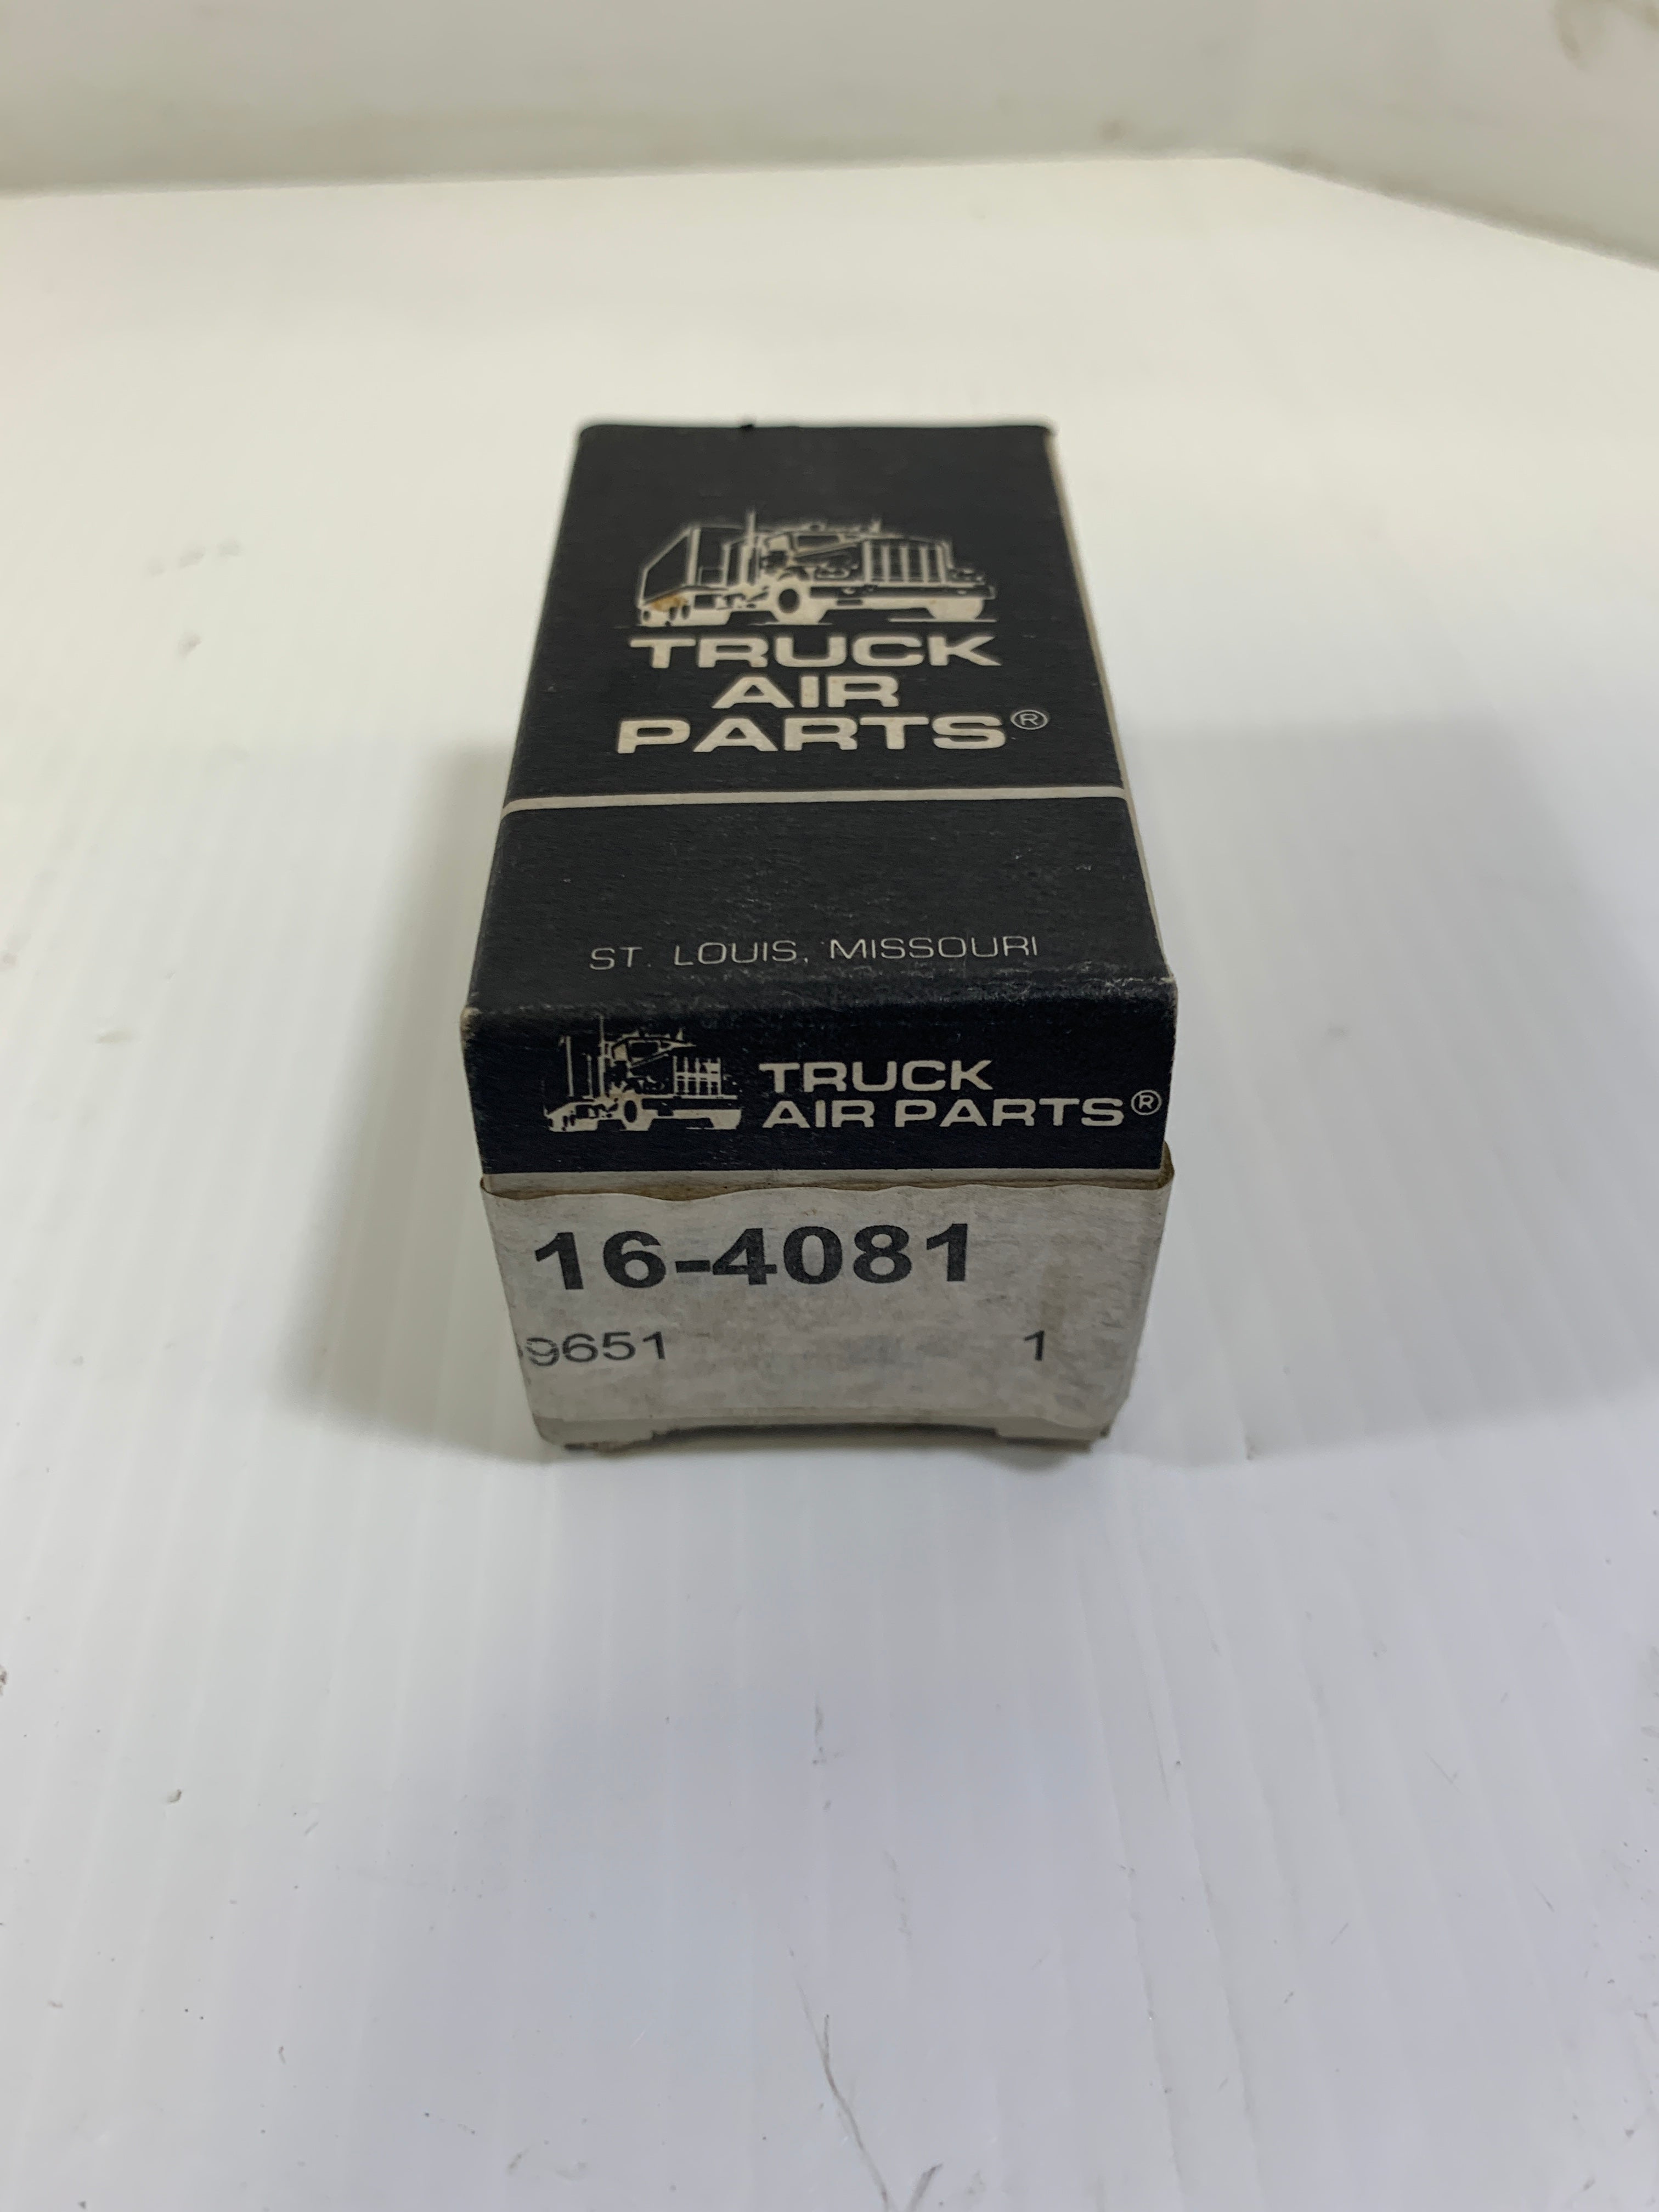 TRUCK
AIR
PARTS®
ST. LOUIS, MISSOURI
TRUCK
AIR PARTS®
16-4081
9651 1